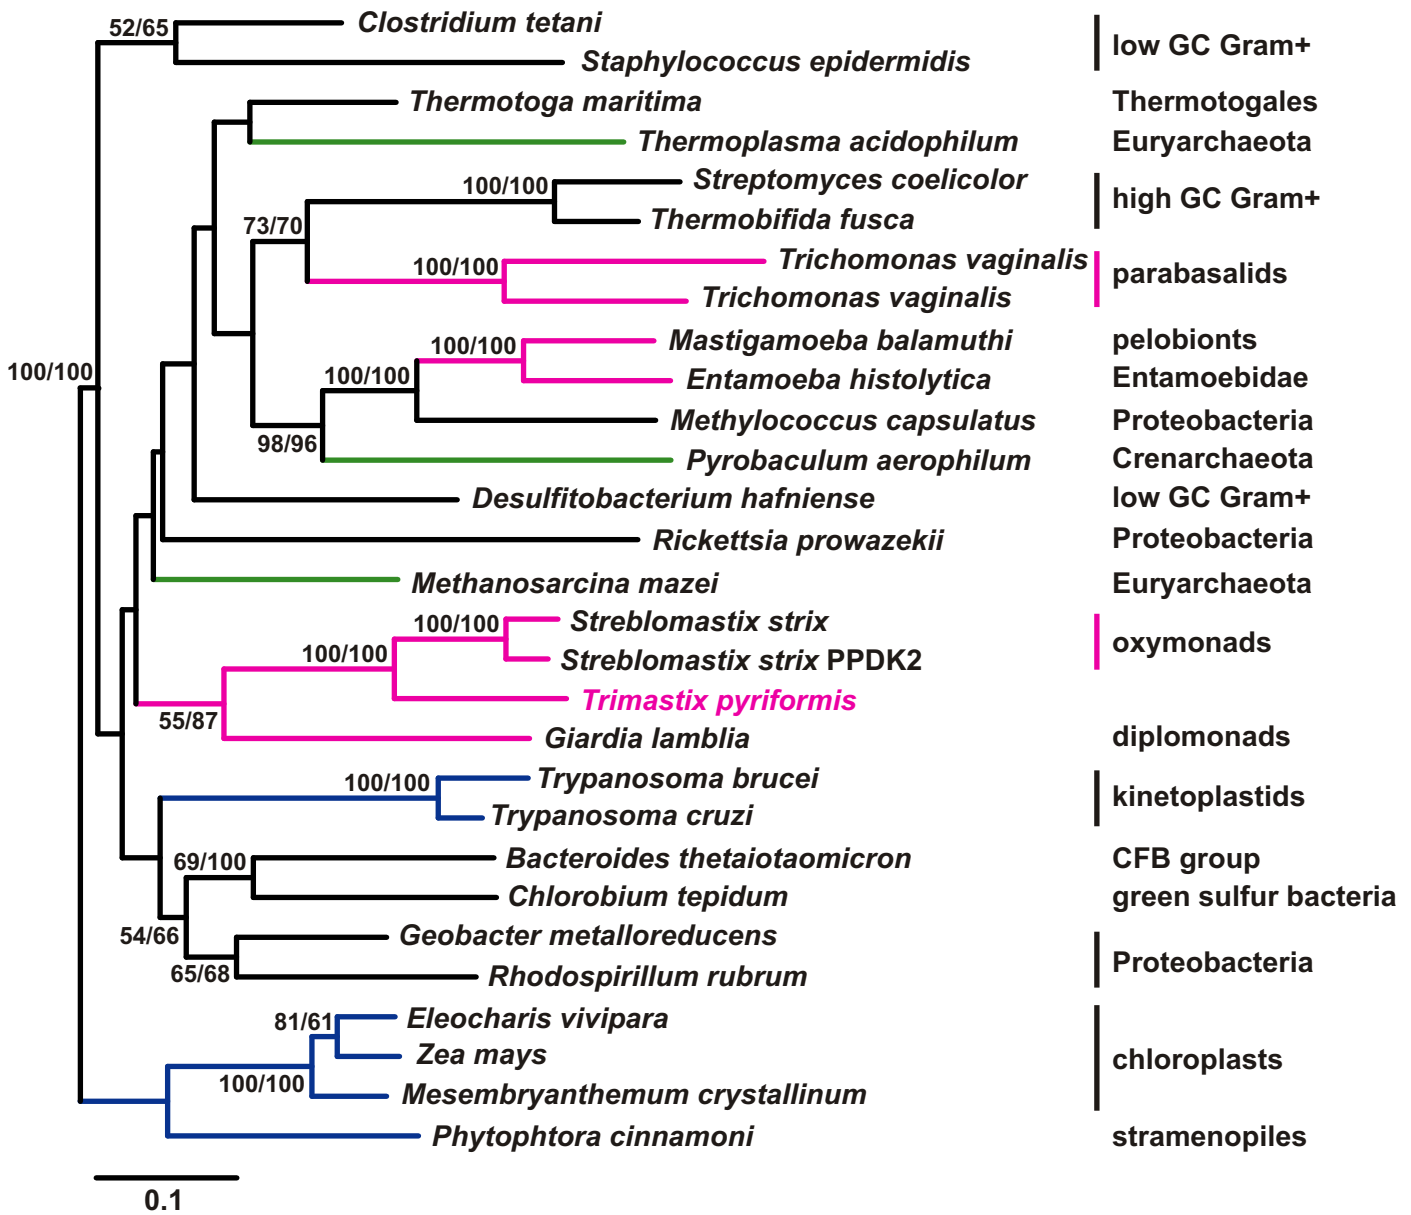 52/65 Clostridium tetani
low GC Gram+
Staphylococcus epidermidis
Thermotoga maritima Thermotogales
Thermoplasma acidophilum Euryarchaeota
100/100 Streptomyces coelicolor
high GC Gram+
Thermobifida fusca
73/70
100/100 Trichomonas vaginalis
parabasalids
Trichomonas vaginalis
100/100 Mastigamoeba balamuthi pelobionts
100/100 100/100 Entamoeba histolytica Entamoebidae
Methylococcus capsulatus Proteobacteria
98/96 Pyrobaculum aerophilum Crenarchaeota
Desulfitobacterium hafniense low GC Gram+
Rickettsia prowazekii Proteobacteria
Methanosarcina mazei Euryarchaeota
100/100 Streblomastix strix
oxymonads
100/100 Streblomastix strix PPDK2
Trimastix pyriformis
55/87 Giardia lamblia diplomonads
100/100 Trypanosoma brucei
kinetoplastids
Trypanosoma cruzi
69/100 Bacteroides thetaiotaomicron CFB group
Chlorobium tepidum green sulfur bacteria
54/66 Geobacter metalloreducens
Proteobacteria
65/68 Rhodospirillum rubrum
81/61 Eleocharis vivipara
Zea mays
chloroplasts
100/100 Mesembryanthemum crystallinum
Phytophtora cinnamoni stramenopiles
0.1